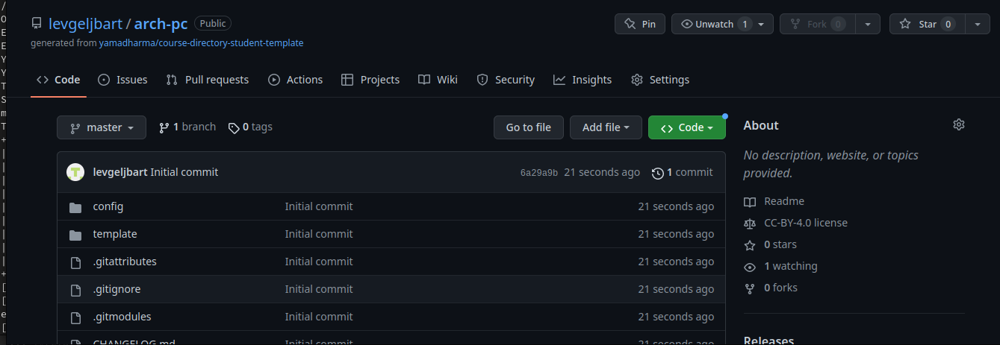 levgeljbart / arch-pc Public
Pin Unwatch 1 Fork 0 Star 0
generated from yamadharma/course-directory-student-template
Code Issues Pull requests Actions Projects Wiki Security Insights Settings
master 1 branch 0 tags Go to file Add file Code
About
No description, website, or topics
provided.
levgeljbart Initial commit 6a29a9b 21 seconds ago 1 commit
config Initial commit 21 seconds ago
template Initial commit 21 seconds ago
.gitattributes Initial commit 21 seconds ago
.gitignore Initial commit 21 seconds ago
.gitmodules Initial commit 21 seconds ago
CHANGELOG.md Initial commit 21 seconds ago
Readme
CC-BY-4.0 license
0 stars
1 watching
0 forks
Releases